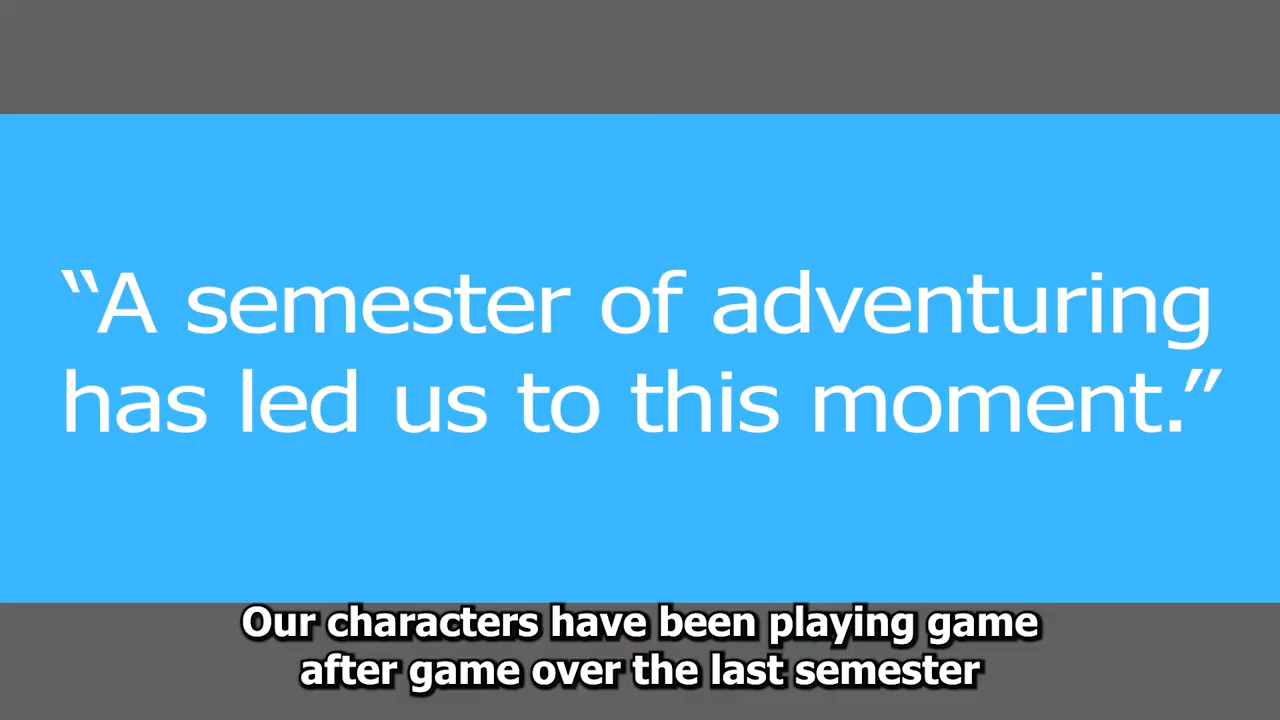 “A semester of adventuring
has led us to this moment.”
Our characters have been playing game
after game over the last semester